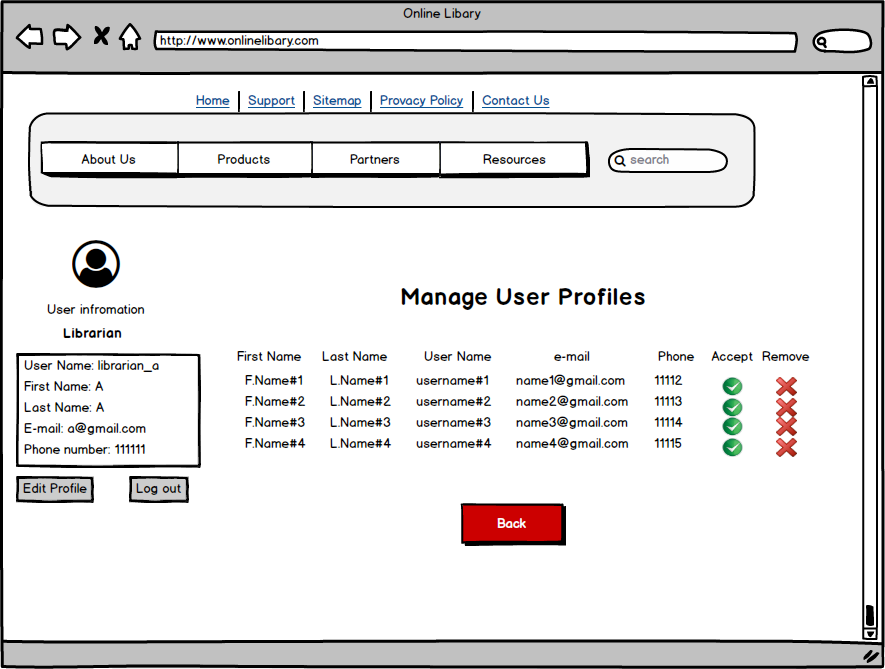 Online Libary
http://www.onlinelibary.com
Home Support Sitemap Provacy Policy Contact Us
About Us Products Partners Resources search
User infromation
Librarian
User Name: librarian_a
First Name: A
Last Name: A
E-mail: a@gmail.com
Phone number: 111111
Edit Profile Log out
Manage User Profiles
First Name Last Name User Name e-mail Phone Accept Remove
F.Name#1 L.Name#1 username#1 name1@gmail.com 11112
F.Name#2 L.Name#2 username#2 name2@gmail.com 11113
F.Name#3 L.Name#3 username#3 name3@gmail.com 11114
F.Name#4 L.Name#4 username#4 name4@gmail.com 11115
Back